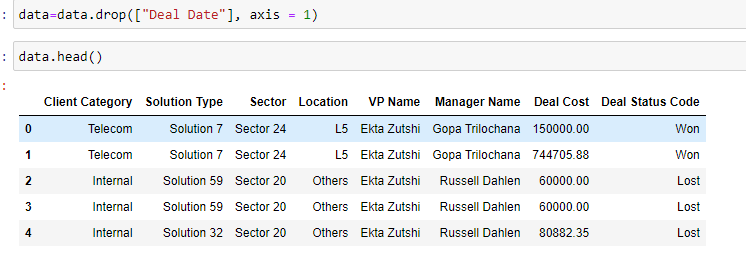 : data=data.drop(["Deal Date"], axis = 1)
: data.head()
:
Client Category Solution Type Sector Location VP Name Manager Name Deal Cost Deal Status Code
0 Telecom Solution 7 Sector 24 L5 Ekta Zutshi Gopa Trilochana 150000.00 Won
1 Telecom Solution 7 Sector 24 L5 Ekta Zutshi Gopa Trilochana 744705.88 Won
2 Internal Solution 59 Sector 20 Others Ekta Zutshi Russell Dahlen 60000.00 Lost
3 Internal Solution 59 Sector 20 Others Ekta Zutshi Russell Dahlen 60000.00 Lost
4 Internal Solution 32 Sector 20 Others Ekta Zutshi Russell Dahlen 80882.35 Lost